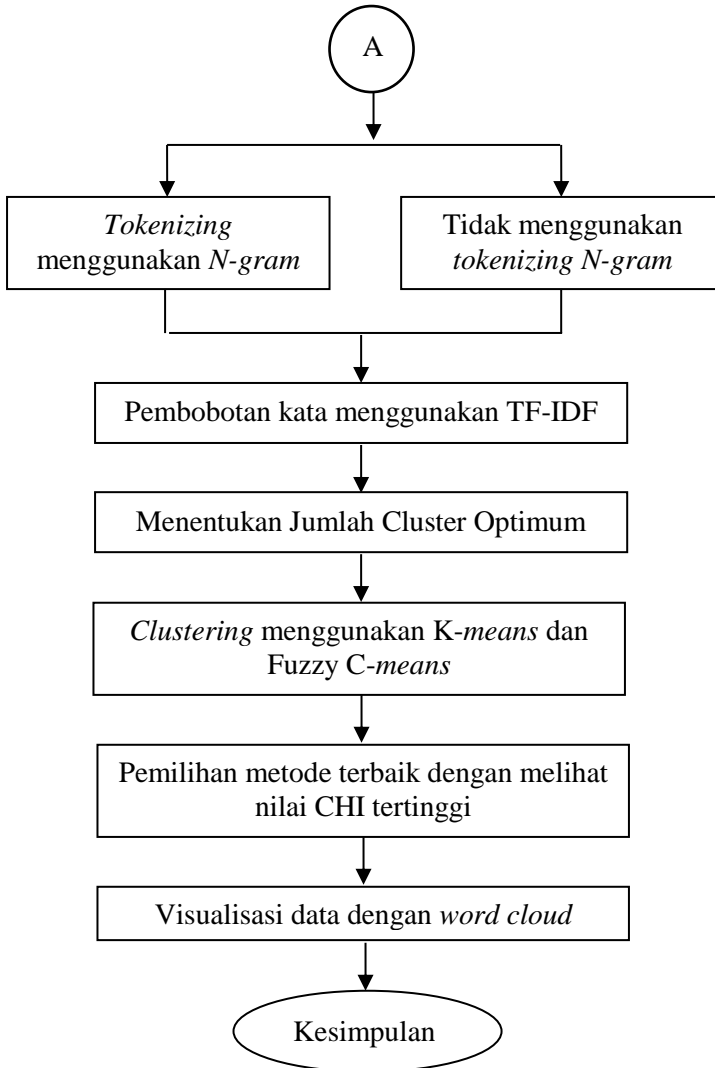 A
Tokenizing
menggunakan N-gram
Tidak menggunakan
tokenizing N-gram
Pembobotan kata menggunakan TF-IDF
Menentukan Jumlah Cluster Optimum
Clustering menggunakan K-means dan
Fuzzy C-means
Pemilihan metode terbaik dengan melihat
nilai CHI tertinggi
Visualisasi data dengan word cloud
Kesimpulan